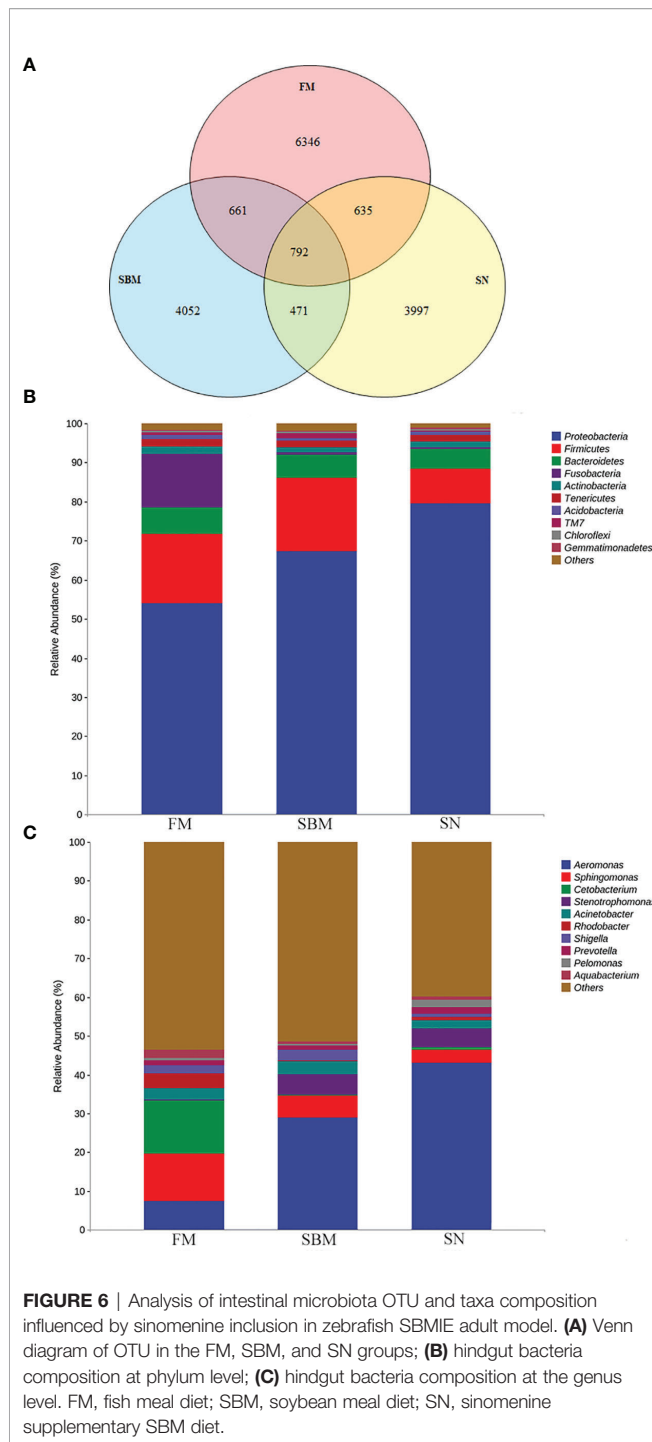 A
FM
6346
661
635
792
SBM
SN
4052
471
3997
B
100
90
80
70
60
50
40
30
20
10
0
Relative Abundance (%)
FM
SBM
SN
Proteobacteria
Firmicutes
Bacteroidetes
Fusobacteria
Actinobacteria
Tenericutes
Acidobacteria
TM7
Chloroflexi
Gemmatimonadetes
Others
C
100
90
80
70
60
50
40
30
20
10
0
Relative Abundance (%)
FM
SBM
SN
Aeromonas
Sphingomonas
Cetobacterium
Stenotrophomonas
Acinetobacter
Rhodobacter
Shigella
Prevotella
Pelomonas
Aquabacterium
Others
FIGURE 6 | Analysis of intestinal microbiota OTU and taxa composition
influenced by sinomenine inclusion in zebrafish SBMIE adult model. (A) Venn
diagram of OTU in the FM, SBM, and SN groups; (B) hindgut bacteria
composition at phylum level; (C) hindgut bacteria composition at the genus
level. FM, fish meal diet; SBM, soybean meal diet; SN, sinomenine
supplementary SBM diet.